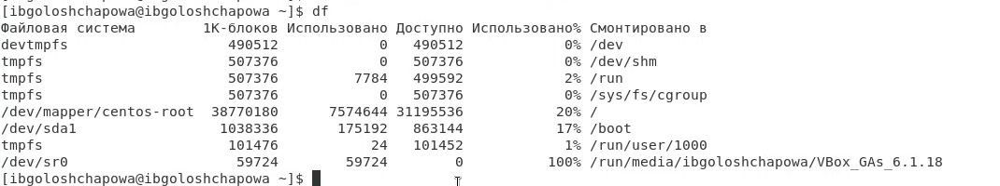 [ibgoloshchapowa@ibgoloshchapowa ~]$ df
Файловая система 1K-блоков Использовано Доступно Использовано% Cмонтировано в
devtmpfs 490512 0 490512 0% /dev
tmpfs 507376 0 507376 0% /dev/shm
tmpfs 507376 7784 499592 2% /run
tmpfs 507376 0 507376 0% /sys/fs/cgroup
/dev/mapper/centos-root 38770180 7574644 31195536 20% /
/dev/sda1 1038336 175192 863144 17% /boot
tmpfs 101476 24 101452 1% /run/user/1000
/dev/sr0 59724 59724 0 100% /run/media/ibgoloshchapowa/VBox_GAs_6.1.18
[ibgoloshchapowa@ibgoloshchapowa ~]$